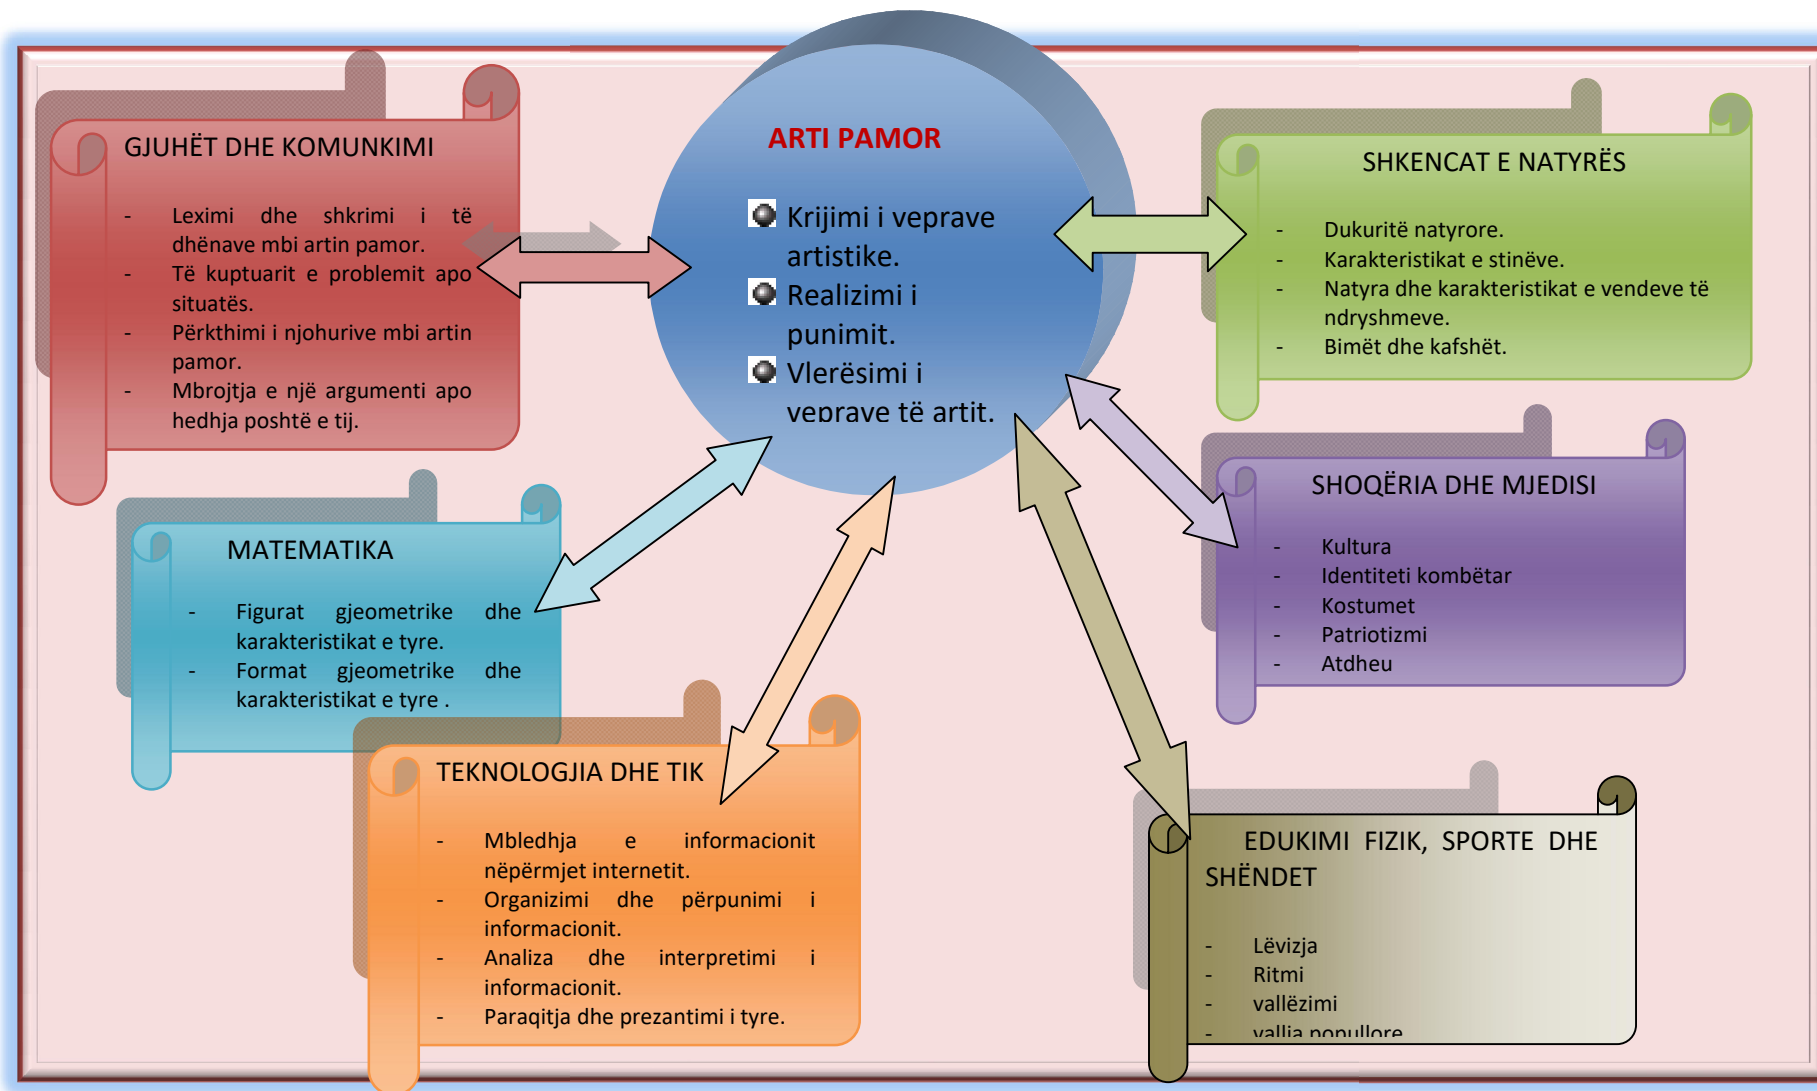 GJUHËT DHE KOMUNKIMI
- Leximi dhe shkrimi i të
dhënave mbi artin pamor.
- Të kuptuarit e problemit apo
situatës.
- Përkthimi i njohurive mbi artin
pamor.
- Mbrojtja e një argumenti apo
hedhja poshtë e tij.
ARTI PAMOR
Krijimi i veprave
artistike.
Realizimi i
punimit.
Vlerësimi i
veprave të artit.
SHKENCAT E NATYRËS
- Dukuritë natyrore.
- Karakteristikat e stinëve.
- Natyra dhe karakteristikat e vendeve të
ndryshmeve.
- Bimët dhe kafshët.
MATEMATIKA
- Figurat gjeometrike dhe
karakteristikat e tyre.
- Format gjeometrike dhe
karakteristikat e tyre .
SHOQËRIA DHE MJEDISI
- Kultura
- Identiteti kombëtar
- Kostumet
- Patriotizmi
- Atdheu
TEKNOLOGJIA DHE TIK
- Mbledhja e informacionit
nëpërmjet internetit.
- Organizimi dhe përpunimi i
informacionit.
- Analiza dhe interpretimi i
informacionit.
- Paraqitja dhe prezantimi i tyre.
EDUKIMI FIZIK, SPORTE DHE
SHËNDET
- Lëvizja
- Ritmi
- vallëzimi
- vallja popullore